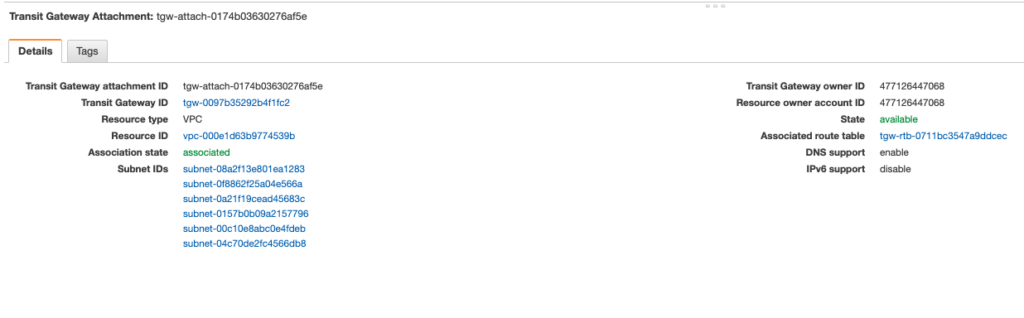 Transit Gateway Attachment: tgw-attach-0174b03630276af5e
Details
Tags
Transit Gateway attachment ID tgw-attach-0174b03630276af5e
Transit Gateway ID tgw-0097b35292b4f1fc2
Resource type VPC
Resource ID vpc-000e1d63b9774539b
Association state associated
Subnet IDs subnet-08a2f13e801ea1283
subnet-0f8862f25a04e566a
subnet-0a21f19cead45683c
subnet-0157b0b09a2157796
subnet-00c10e8abc0e4fdeb
subnet-04c70de2fc4566db8
Transit Gateway owner ID 477126447068
Resource owner account ID 477126447068
State available
Associated route table tgw-rtb-0711bc3547a9ddcec
DNS support enable
IPv6 support disable